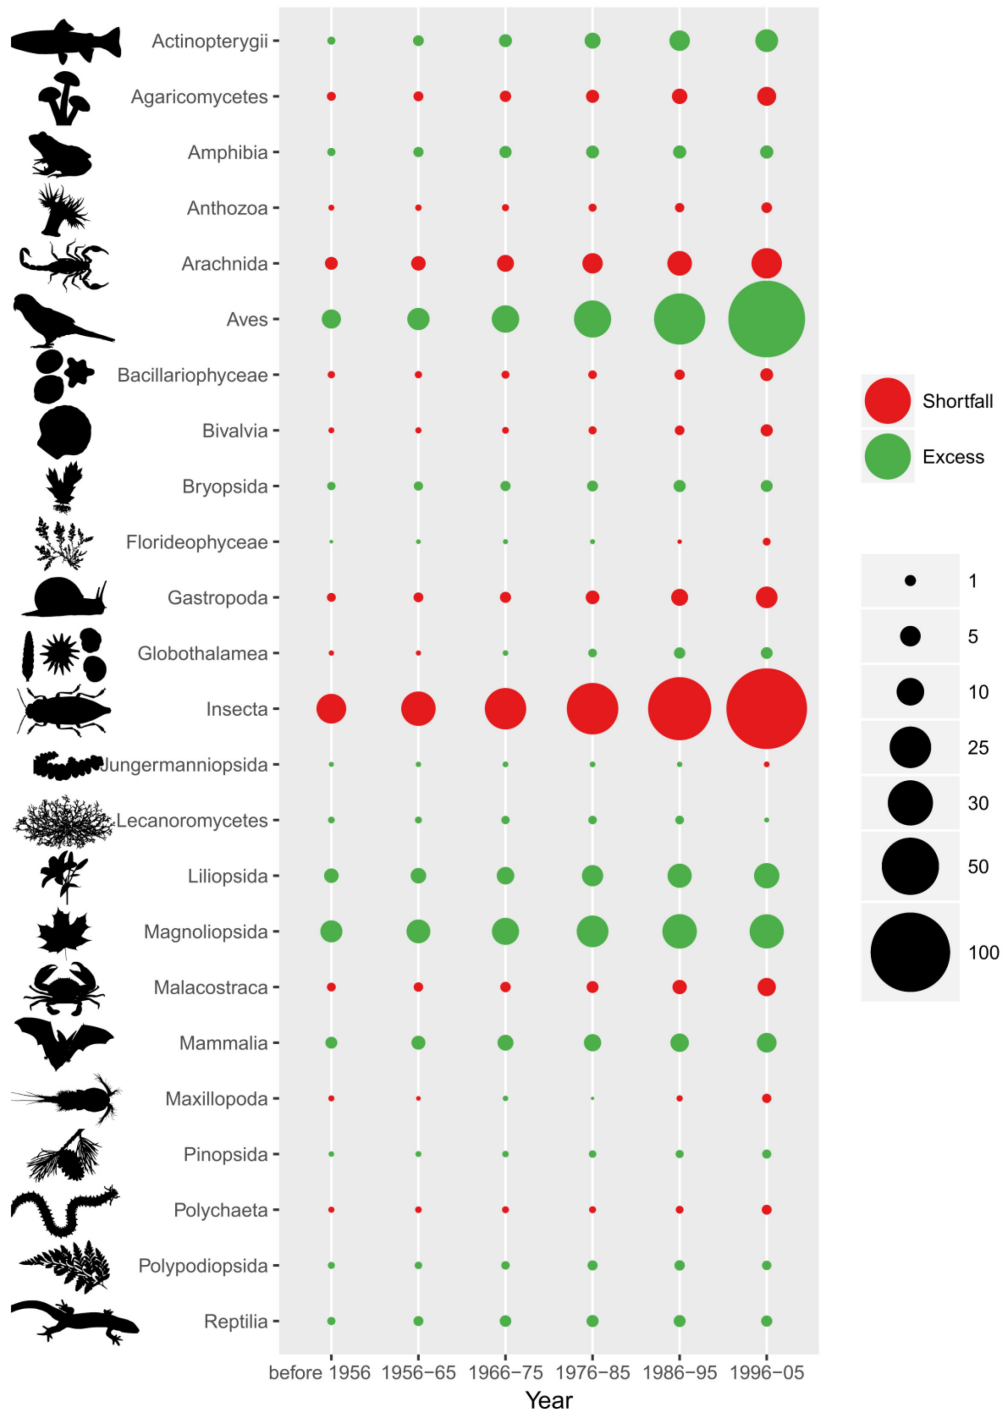 Actinopterygii
Agaricomycetes
Amphibia
Anthozoa
Arachnida
Aves
Bacillariophyceae
Bivalvia
Bryopsida
Florideophyceae
Gastropoda
Globothalamea
Insecta
Jungermanniopsida
Lecanoromycetes
Liliopsida
Magnoliopsida
Malacostraca
Mammalia
Maxillopoda
Pinopsida
Polychaeta
Polypodiopsida
Reptilia
before 1956 1956–65 1966–75 1976–85 1986–95 1996–05
Year
Shortfall
Excess
1
5
10
25
30
50
100